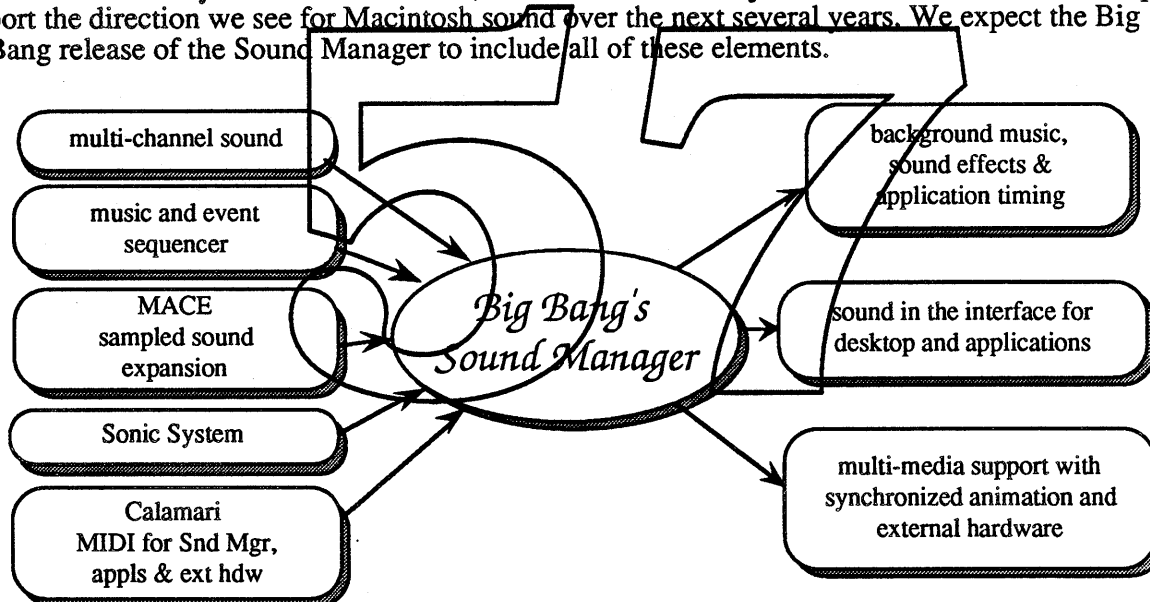 ort the direction we see for Macintosh sound over the next several years. We expect the Big
Bang release of the Sound Manager to include all of these elements.
multi-channel sound
music and event
sequencer
MACE
sampled sound
expansion
Sonic System
Calamari
MIDI for Snd Mgr,
appls & ext hdw
Big Bang's
Sound Manager
background music,
sound effects &
application timing
sound in the interface for
desktop and applications
multi-media support with
synchronized animation and
external hardware
57